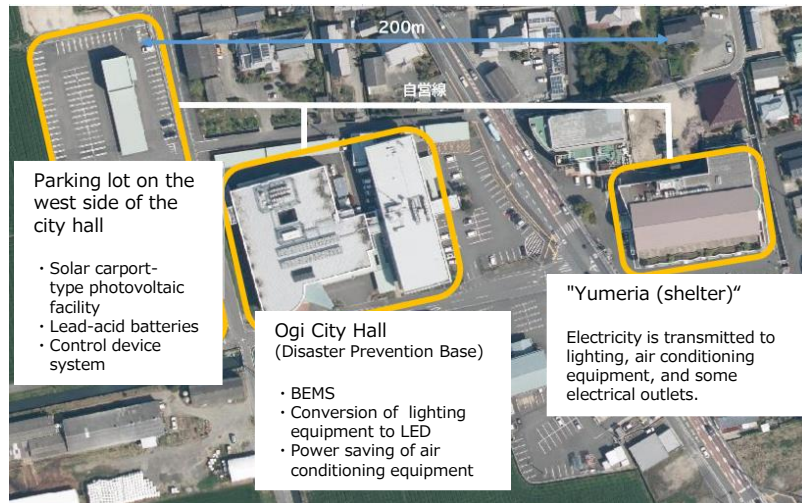 200m
自営線
Parking lot on the
west side of the
city hall
・Solar carport-
type photovoltaic
facility
・Lead-acid batteries
・Control device
system
Ogi City Hall
(Disaster Prevention Base)
・BEMS
・Conversion of lighting
equipment to LED
・Power saving of air
conditioning equipment
"Yumeria (shelter)“
Electricity is transmitted to
lighting, air conditioning
equipment, and some
electrical outlets.